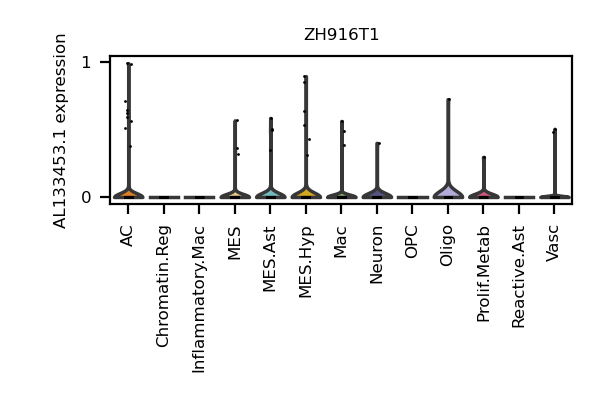 ZH916T1
AL133453.1 expression
1
0
AC
Chromatin.Reg
Inflammatory.Mac
MES
MES.Ast
MES.Hyp
Mac
Neuron
OPC
Oligo
Prolif.Metab
Reactive.Ast
Vasc